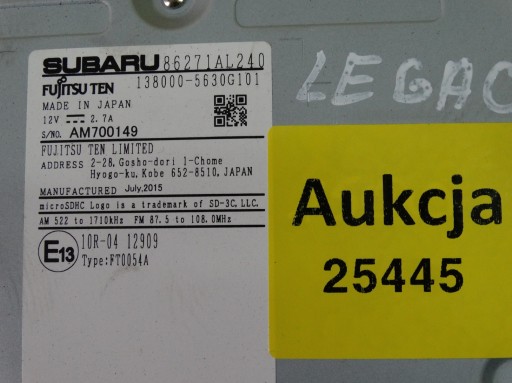 SUBARU 86271AL240
FUJITSU TEN 138000-5630G101
MADE IN JAPAN
12V 2.7A
S/NO. AM700149
FUJITSU TEN LIMITED
ADDRESS 2-28, Gosho-dori 1-Chome
Hyogo-ku, Kobe 652-8510, JAPAN
MANUFACTURED July,2015
microSDHC Logo is a trademark of SD-3C, LLC.
AM 522 to 1710kHz FM 87.5 to 108.0MHz
E13 10R-04 12909
Type:FT0054A
LEGAC
Aukcja
25445